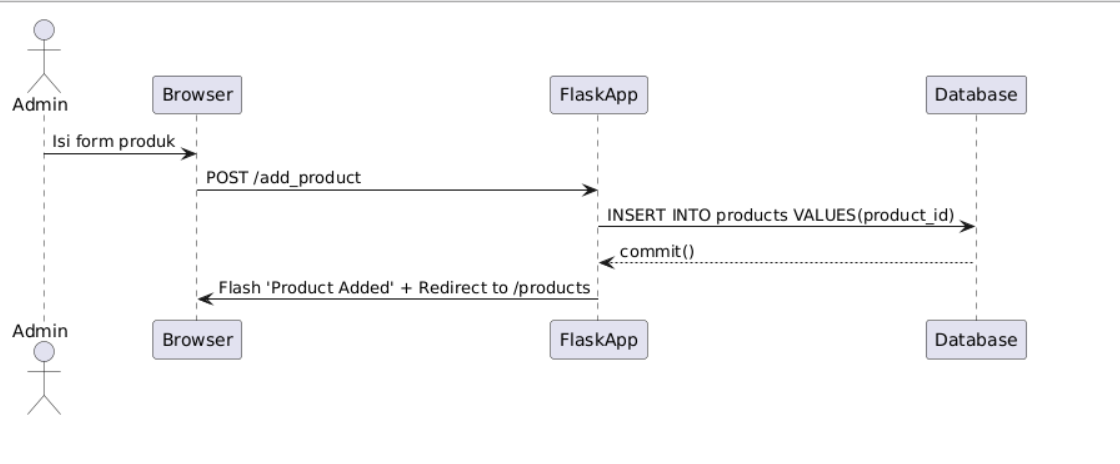 Admin
Browser
FlaskApp
Database
Isi form produk
POST /add_product
INSERT INTO products VALUES(product_id)
commit()
Flash 'Product Added' + Redirect to /products
Admin
Browser
FlaskApp
Database